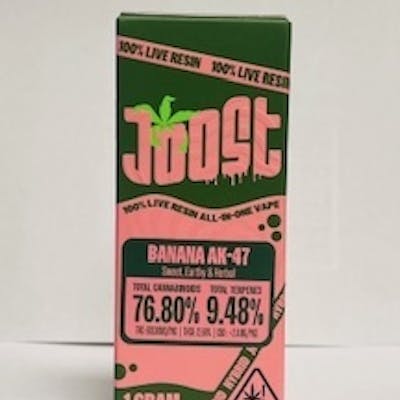 100% LIVE RESIN 100% LIVE RESIN
JOOST
100% LIVE RESIN ALL-IN-ONE VAPE
BANANA AK-47
Sweet, Earthy & Herbal
TOTAL CANNABINOIDS TOTAL TERPENES
76.80% 9.48%
1 GRAM
HYBRID